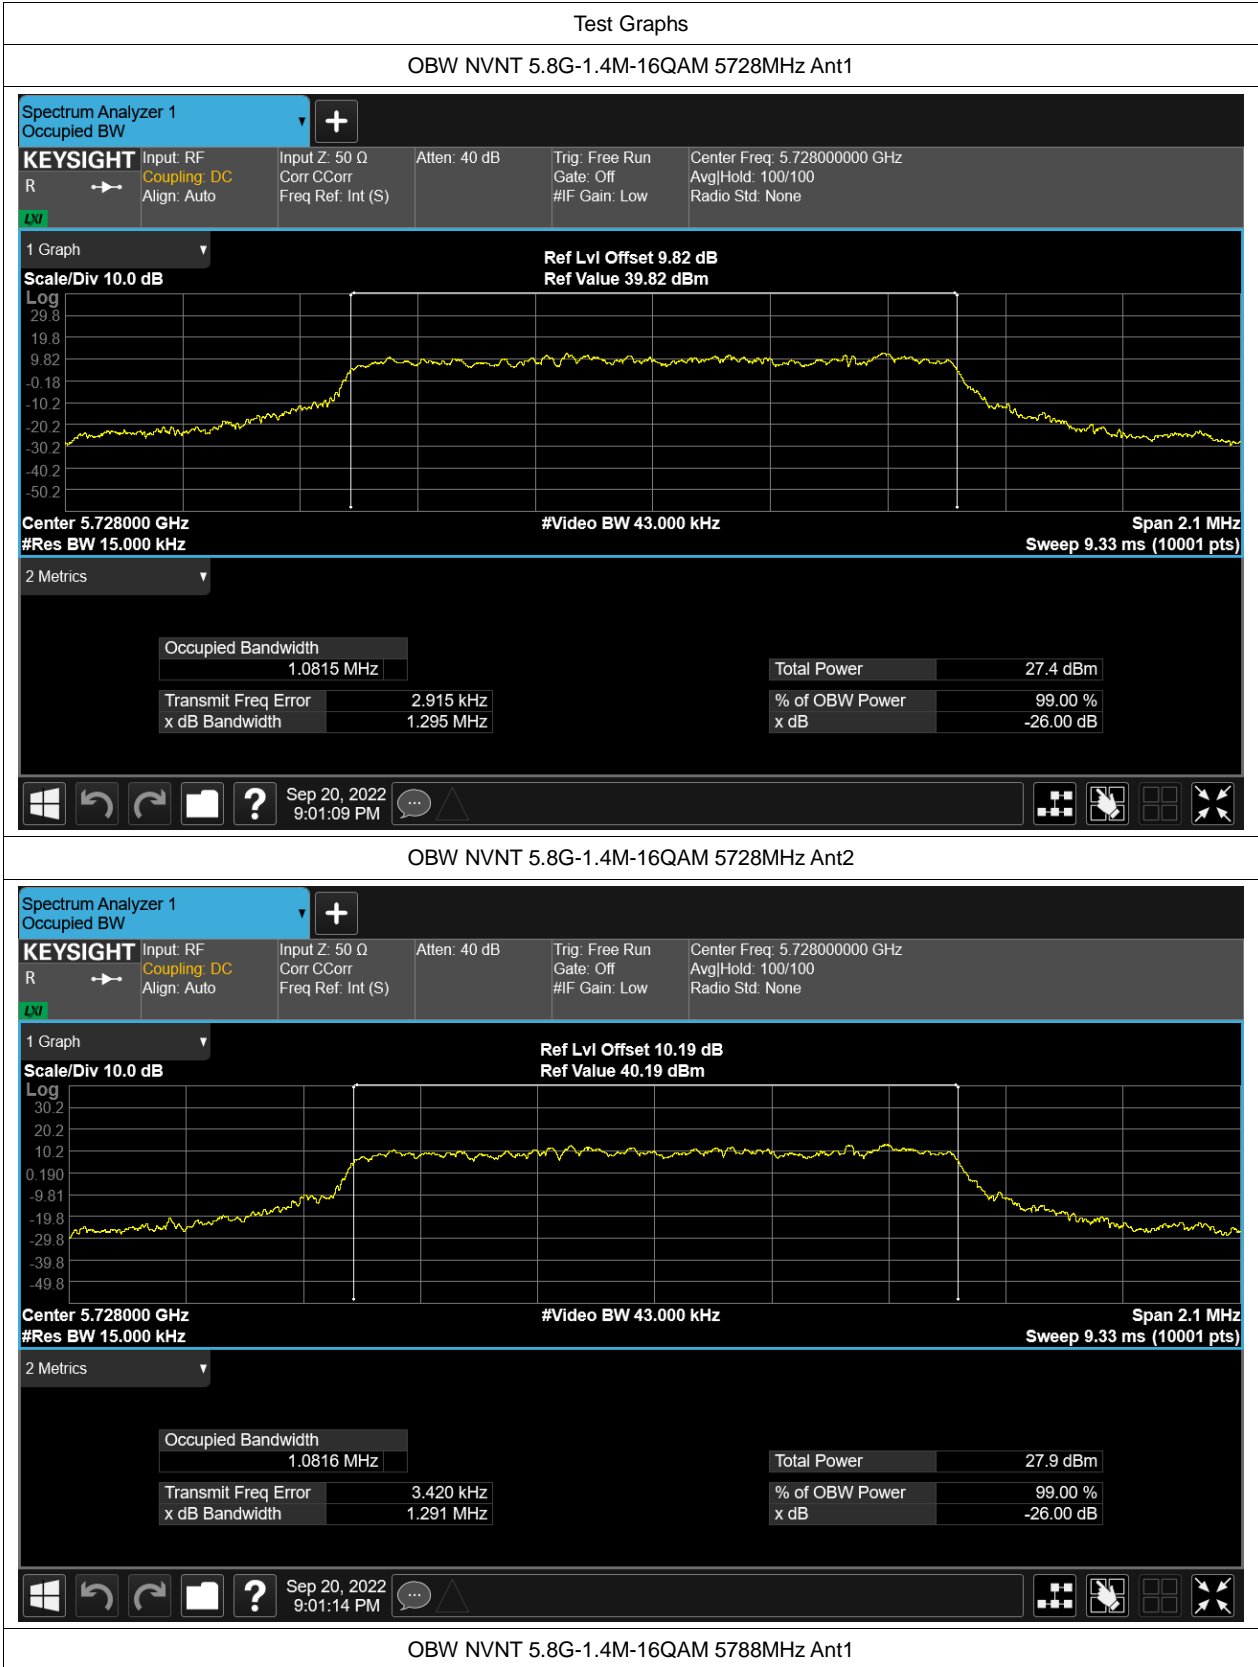 Test Graphs
OBW NVNT 5.8G-1.4M-16QAM 5728MHz Ant1
Spectrum Analyzer 1
Occupied BW
KEYSIGHT
R
LXI
Input: RF
Coupling: DC
Align: Auto
Input Z: 50 Ω
Corr CCorr
Freq Ref: Int (S)
Atten: 40 dB
Trig: Free Run
Gate: Off
#IF Gain: Low
Center Freq: 5.728000000 GHz
Avg|Hold: 100/100
Radio Std: None
1 Graph
Scale/Div 10.0 dB
Ref Lvl Offset 9.82 dB
Ref Value 39.82 dBm
Log
29.8
19.8
9.82
-0.18
-10.2
-20.2
-30.2
-40.2
-50.2
Center 5.728000 GHz
#Video BW 43.000 kHz
Span 2.1 MHz
#Res BW 15.000 kHz
Sweep 9.33 ms (10001 pts)
2 Metrics
Occupied Bandwidth
1.0815 MHz
Total Power 27.4 dBm
Transmit Freq Error 2.915 kHz
% of OBW Power 99.00 %
x dB Bandwidth 1.295 MHz
x dB -26.00 dB
?
Sep 20, 2022
9:01:09 PM
OBW NVNT 5.8G-1.4M-16QAM 5728MHz Ant2
Spectrum Analyzer 1
Occupied BW
KEYSIGHT
R
LXI
Input: RF
Coupling: DC
Align: Auto
Input Z: 50 Ω
Corr CCorr
Freq Ref: Int (S)
Atten: 40 dB
Trig: Free Run
Gate: Off
#IF Gain: Low
Center Freq: 5.728000000 GHz
Avg|Hold: 100/100
Radio Std: None
1 Graph
Scale/Div 10.0 dB
Ref Lvl Offset 10.19 dB
Ref Value 40.19 dBm
Log
30.2
20.2
10.2
0.190
-9.81
-19.8
-29.8
-39.8
-49.8
Center 5.728000 GHz
#Video BW 43.000 kHz
Span 2.1 MHz
#Res BW 15.000 kHz
Sweep 9.33 ms (10001 pts)
2 Metrics
Occupied Bandwidth
1.0816 MHz
Total Power 27.9 dBm
Transmit Freq Error 3.420 kHz
% of OBW Power 99.00 %
x dB Bandwidth 1.291 MHz
x dB -26.00 dB
?
Sep 20, 2022
9:01:14 PM
OBW NVNT 5.8G-1.4M-16QAM 5788MHz Ant1